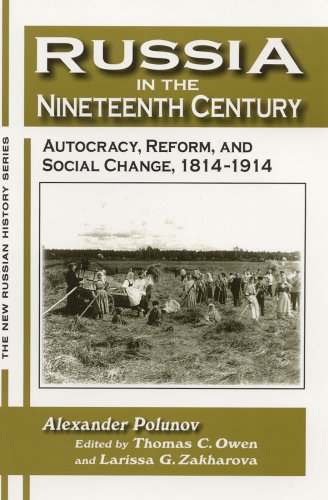 RUSSIA
IN THE
NINETEENTH CENTURY
AUTOCRACY, REFORM, AND
SOCIAL CHANGE, 1814-1914
THE NEW RUSSIAN HISTORY SERIES
Alexander Polunov
Edited by Thomas C. Owen
and Larissa G. Zakharova